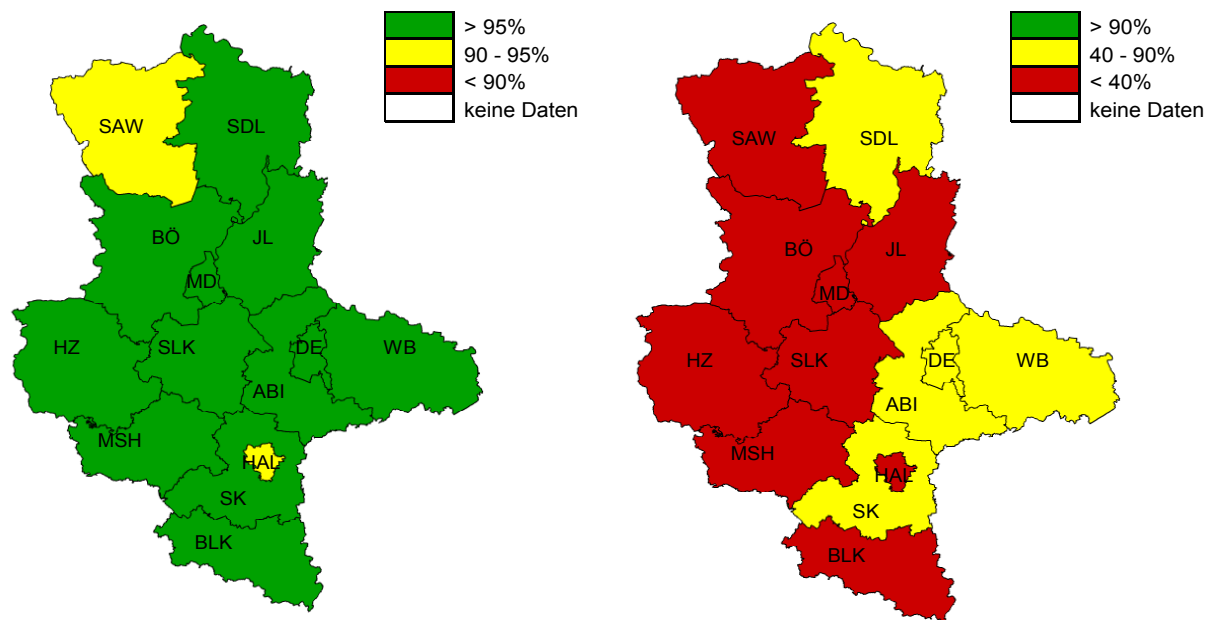 > 95%
90 - 95%
< 90%
keine Daten
SAW
SDL
BÖ
JL
MD
HZ
SLK
DE
WB
ABI
MSH
HAL
SK
BLK
> 90%
40 - 90%
< 40%
keine Daten
SAW
SDL
BÖ
JL
MD
HZ
SLK
DE
WB
ABI
MSH
HAL
SK
BLK